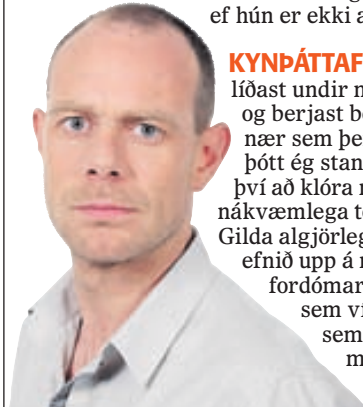 ef hún er ekki a
KYNÞÁTTAF
líðast undir n
og berjast be
nær sem þe
þótt ég stan
því að klóra
nákvæmlega
Gilda algjörleg
efnið upp á
fordómar
sem vi
sem
m